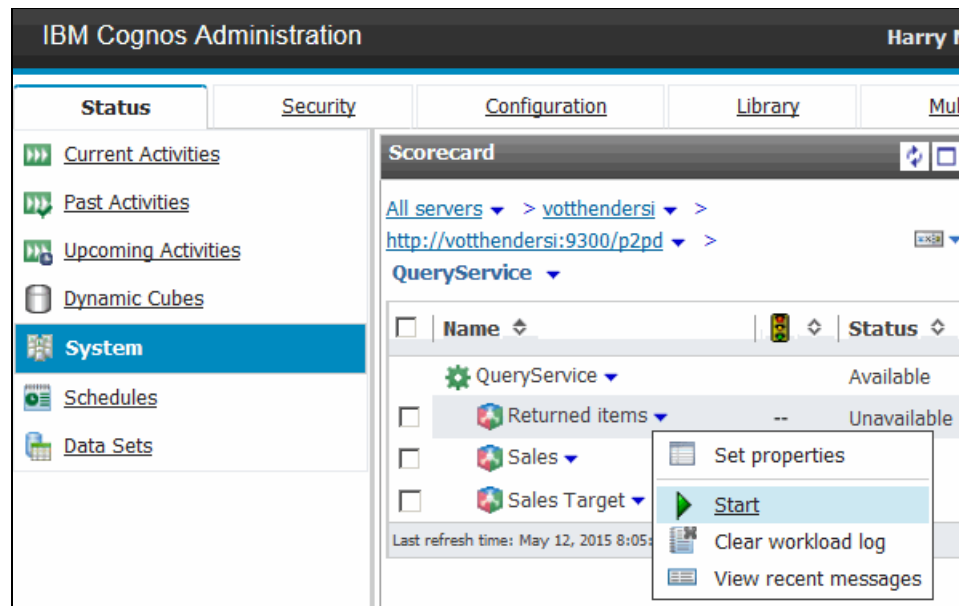 IBM Cognos Administration
Harry
Status
Security
Configuration
Library
Current Activities
Past Activities
Upcoming Activities
Dynamic Cubes
System
Schedules
Data Sets
Scorecard
All servers > votthendersi >
http://votthendersi:9300/p2pd >
QueryService
Name
Status
QueryService
Available
Returned items
--
Unavailable
Sales
Sales Target
Last refresh time: May 12, 2015 8:05:
Set properties
Start
Clear workload log
View recent messages